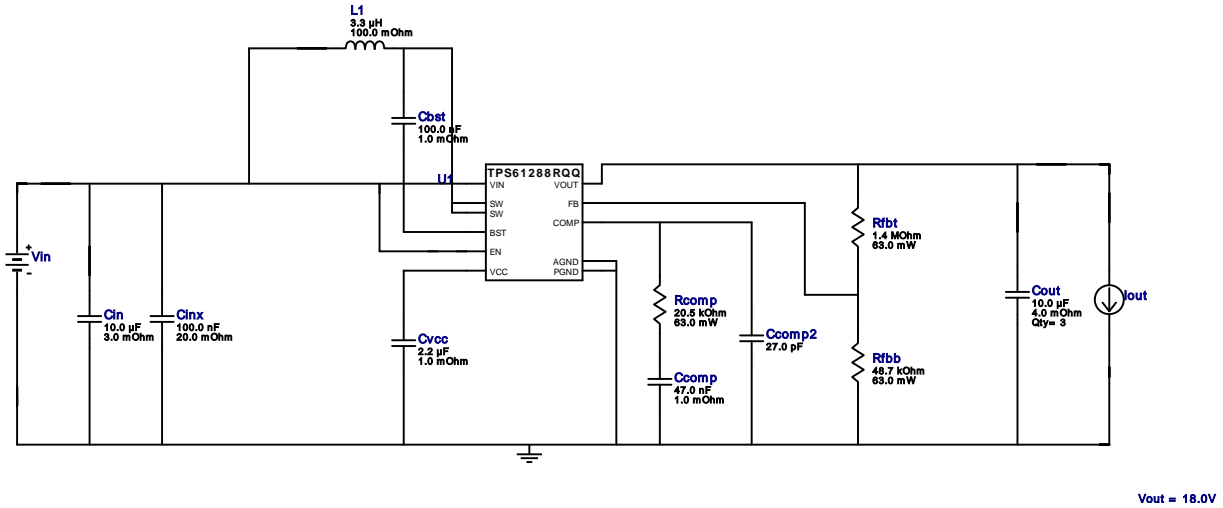 L1
3.3 µH
100.0 mOhm
Cbst
100.0 nF
1.0 mOhm
U1
TPS61288RQQ
VIN
VOUT
SW
FB
SW
COMP
BST
EN
AGND
VCC
PGND
+
Vin
-
Cin
10.0 µF
3.0 mOhm
Cinx
100.0 nF
20.0 mOhm
Cvcc
2.2 µF
1.0 mOhm
Rcomp
20.5 kOhm
63.0 mW
Ccomp
47.0 nF
1.0 mOhm
Ccomp2
27.0 pF
Rfbt
1.4 MOhm
63.0 mW
Rfbb
48.7 kOhm
63.0 mW
Cout
10.0 µF
4.0 mOhm
Qty= 3
Iout
Vout = 18.0V